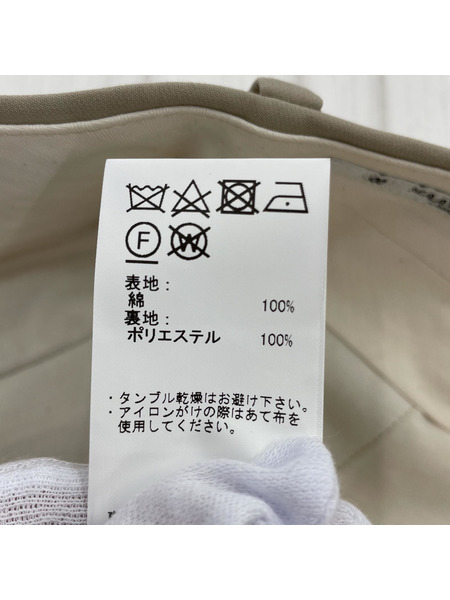 F W
表地：
綿 100%
裏地：
ポリエステル 100%
・タンブル乾燥はお避け下さい。
・アイロンがけの際はあて布を
使用してください。